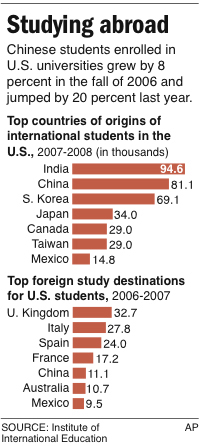 Studying abroad
Chinese students enrolled in
U.S. universities grew by 8
percent in the fall of 2006 and
jumped by 20 percent last year.
Top countries of origins of
international students in the
U.S., 2007-2008 (in thousands)
India 94.6
China 81.1
S. Korea 69.1
Japan 34.0
Canada 29.0
Taiwan 29.0
Mexico 14.8
Top foreign study destinations
for U.S. students, 2006-2007
U. Kingdom 32.7
Italy 27.8
Spain 24.0
France 17.2
China 11.1
Australia 10.7
Mexico 9.5
SOURCE: Institute of AP
International Education